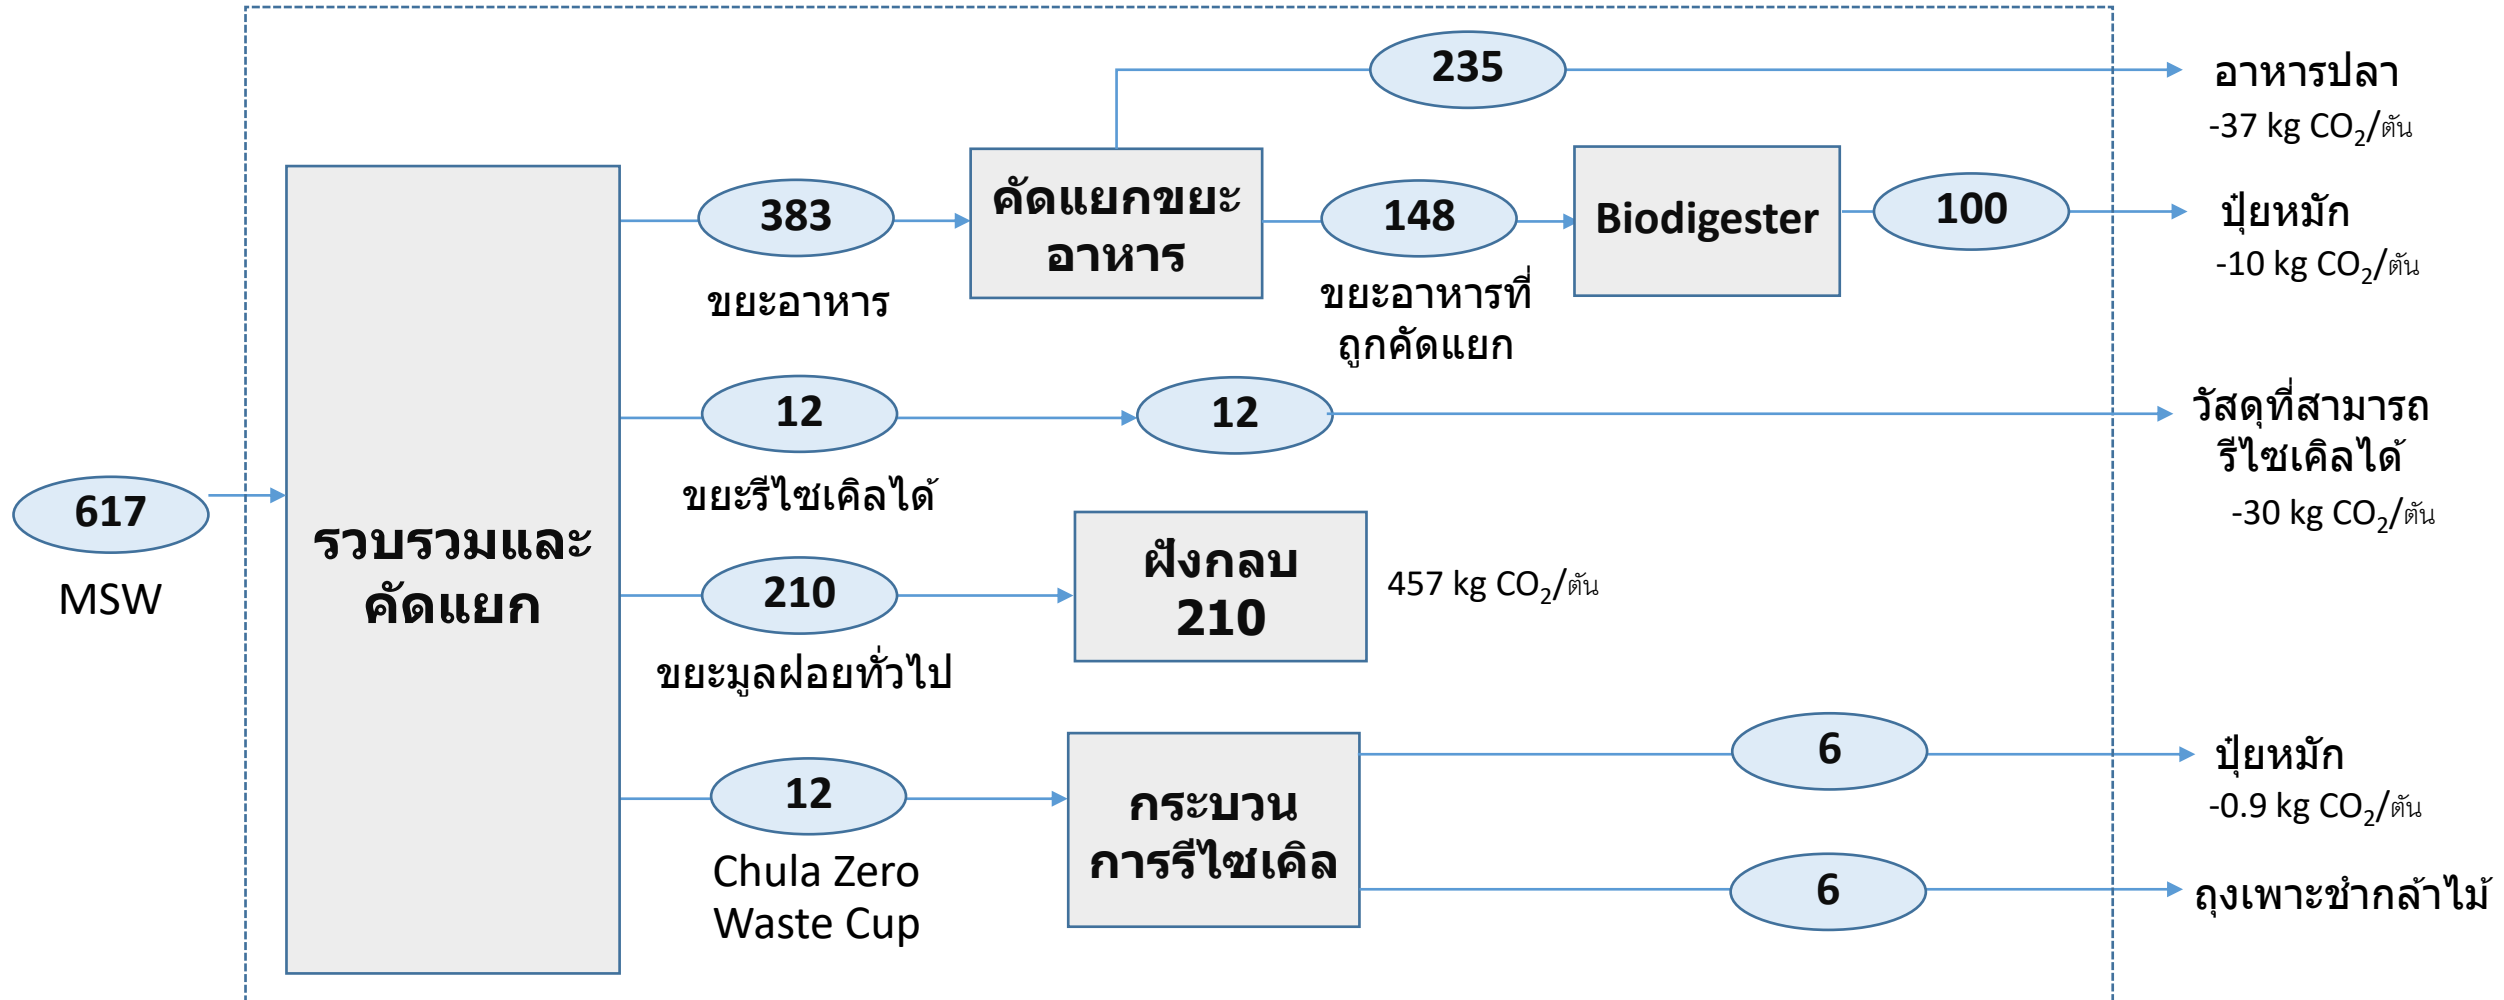 235
อาหารปลา
-37 kg CO₂/ตัน
383
ขยะอาหาร
คัดแยกขยะ
อาหาร
148
ขยะอาหารที่
ถูกคัดแยก
Biodigester
100
ปุ๋ยหมัก
-10 kg CO₂/ตัน
12
ขยะรีไซเคิลได้
12
วัสดุที่สามารถ
รีไซเคิลได้
-30 kg CO₂/ตัน
617
MSW
รวบรวมและ
คัดแยก
210
ขยะมูลฝอยทั่วไป
ฝังกลบ
210
457 kg CO₂/ตัน
12
Chula Zero
Waste Cup
กระบวน
การรีไซเคิล
6
ปุ๋ยหมัก
-0.9 kg CO₂/ตัน
6
ถุงเพาะชำกล้าไม้